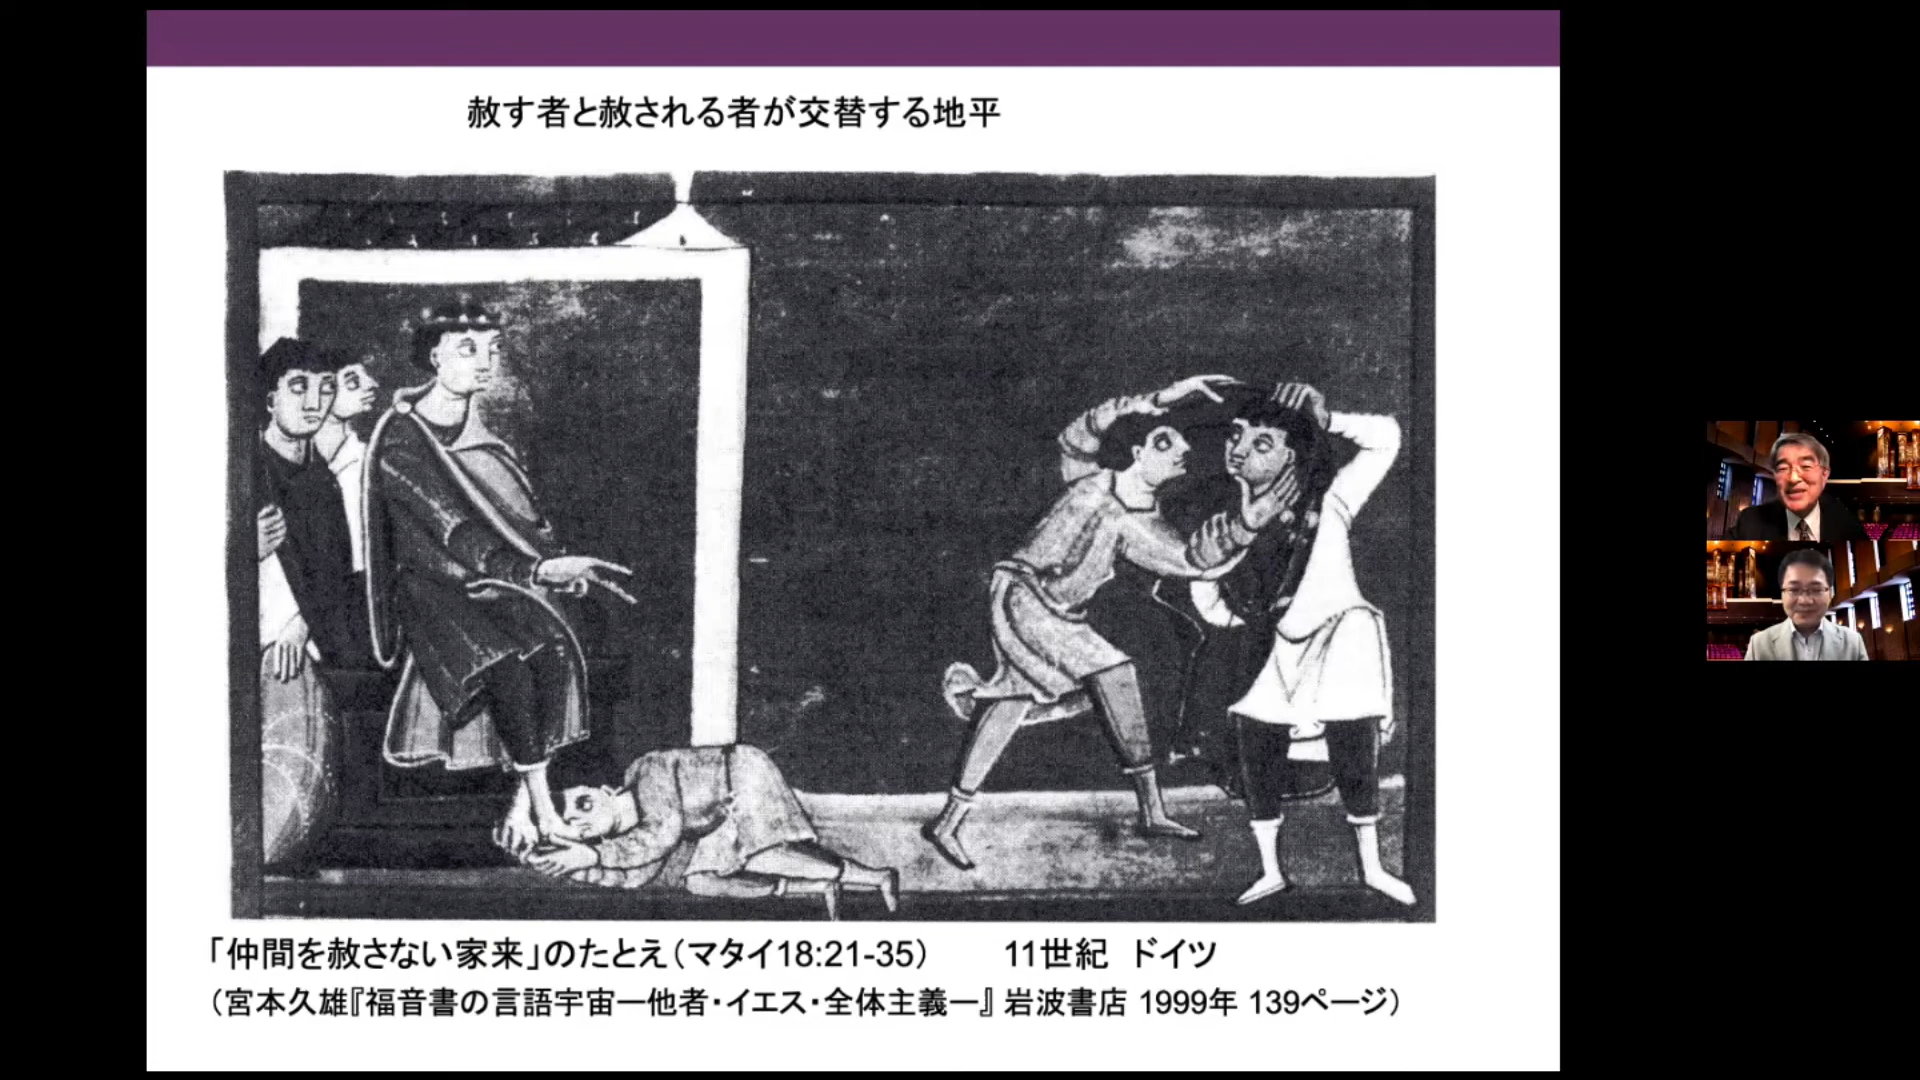 赦す者と赦される者が交替する地平
「仲間を赦さない家来」のたとえ（マタイ18:21-35） 11世紀 ドイツ
（宮本久雄『福音書の言語宇宙―他者・イエス・全体主義―』岩波書店 1999年 139ページ）